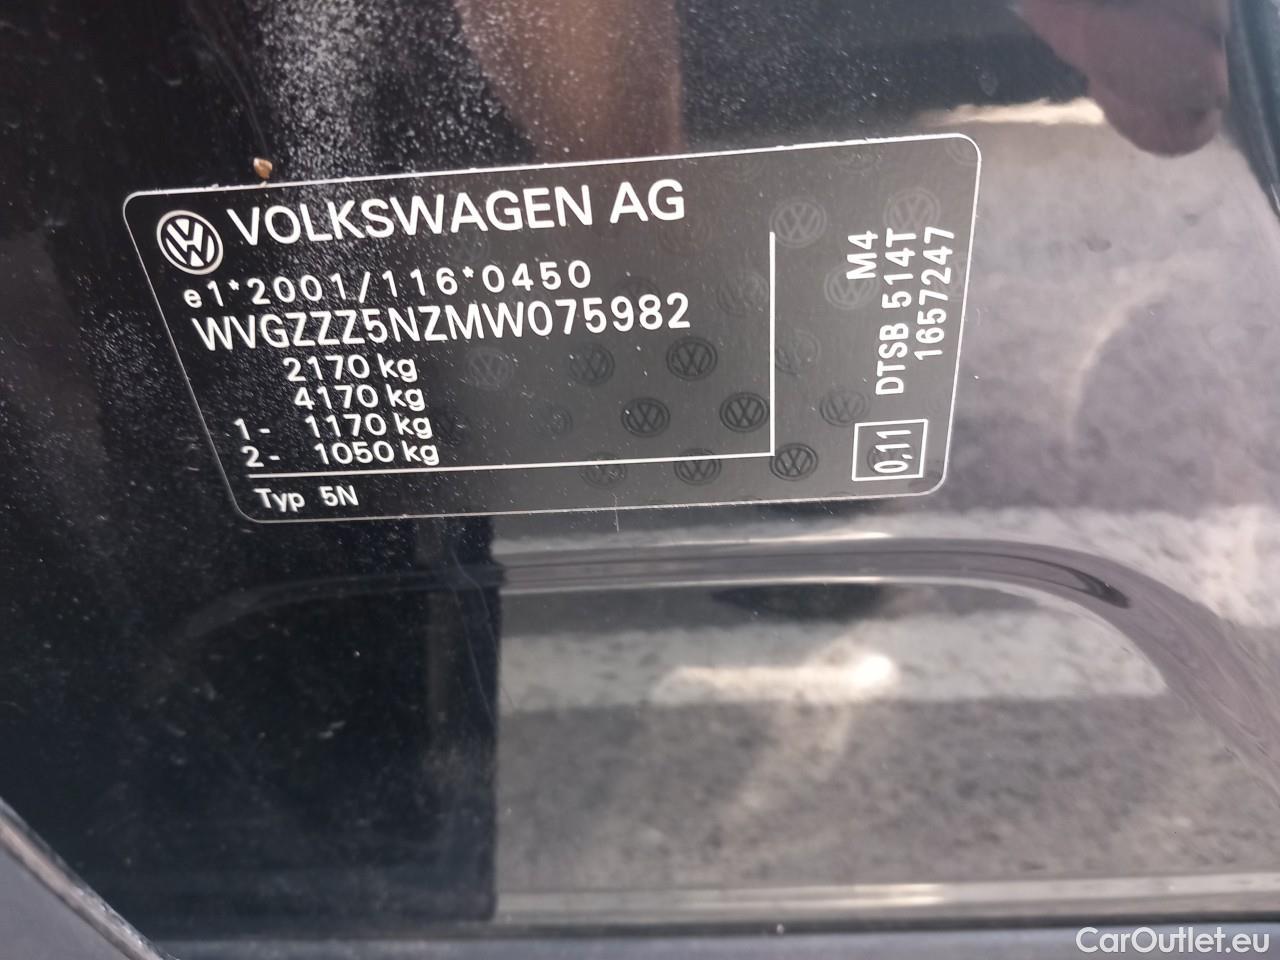 VOLKSWAGEN AG
e1*2001/116*0450
WVGZZZ5NZMW075982
2170 kg
4170 kg
1- 1170 kg
2- 1050 kg
Typ 5N
M4
DTSB 514T
1657247
0,11
CarOutlet.eu